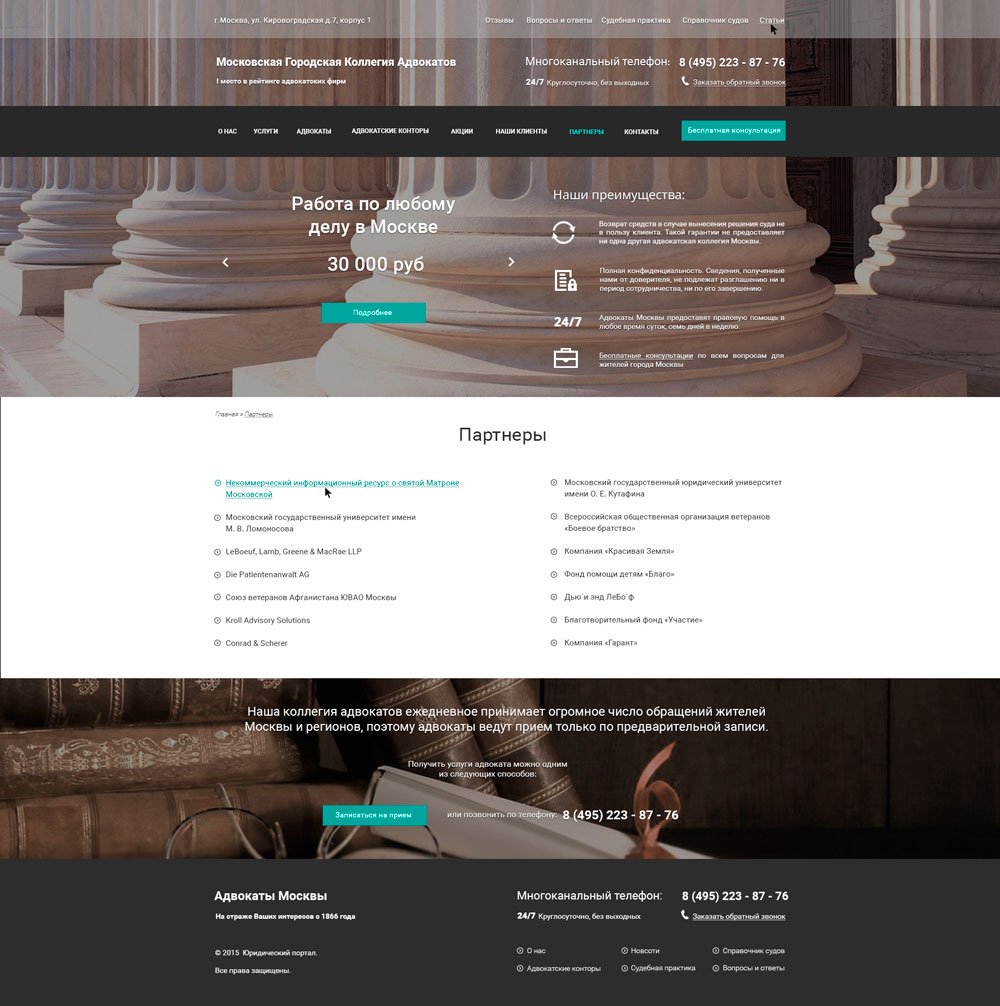 г.Москва, ул. Кировоградская д.7, корпус 1
Отзывы Вопросы и ответы Судебная практика Справочник судов Статьи
Московская Городская Коллегия Адвокатов
1 место в рейтинге адвокатских фирм
Многоканальный телефон: 8 (495) 223 - 87 - 76
24/7 Круглосуточно, без выходных Заказать обратный звонок
О НАС УСЛУГИ АДВОКАТЫ АДВОКАТСКИЕ КОНТОРЫ АКЦИИ НАШИ КЛИЕНТЫ ПАРТНЕРЫ КОНТАКТЫ Бесплатная консультация
Работа по любому
делу в Москве
30 000 руб
Подробнее
Наши преимущества:
Возврат средств в случае вынесения решения суда не
в пользу клиента. Такой гарантии не предоставляет
ни одна другая адвокатская коллегия Москвы.
Полная конфиденциальность. Сведения, полученные
нами от доверителя, не подлежат разглашению ни в
период сотрудничества, ни по его завершению.
24/7
Адвокаты Москвы предоставят правовую помощь в
любое время суток, семь дней в неделю.
Бесплатные консультации по всем вопросам для
жителей города Москвы
Главная > Партнеры
Партнеры
Некоммерческий информационный ресурс о святой Матроне
Московской
Московский государственный университет имени
М. В. Ломоносова
LeBoeuf, Lamb, Greene & MacRae LLP
Die Patientenanwalt AG
Союз ветеранов Афганистана ЮВАО Москвы
Kroll Advisory Solutions
Conrad & Scherer
Московский государственный юридический университет
имени О. Е. Кутафина
Всероссийская общественная организация ветеранов
«Боевое братство»
Компания «Красивая Земля»
Фонд помощи детям «Благо»
Дью´и энд ЛеБо´ф
Благотворительный фонд «Участие»
Компания «Гарант»
Наша коллегия адвокатов ежедневное принимает огромное число обращений жителей
Москвы и регионов, поэтому адвокаты ведут прием только по предварительной записи.
Получить услуги адвоката можно одним
из следующих способов:
Записаться на прием или позвонить по телефону: 8 (495) 223 - 87 - 76
Адвокаты Москвы
На страже Ваших интересов с 1866 года
© 2015 Юридический портал.
Все права защищены.
Многоканальный телефон: 8 (495) 223 - 87 - 76
24/7 Круглосуточно, без выходных Заказать обратный звонок
О нас Новсоти Справочник судов
Адвокатские конторы Судебная практика Вопросы и ответы